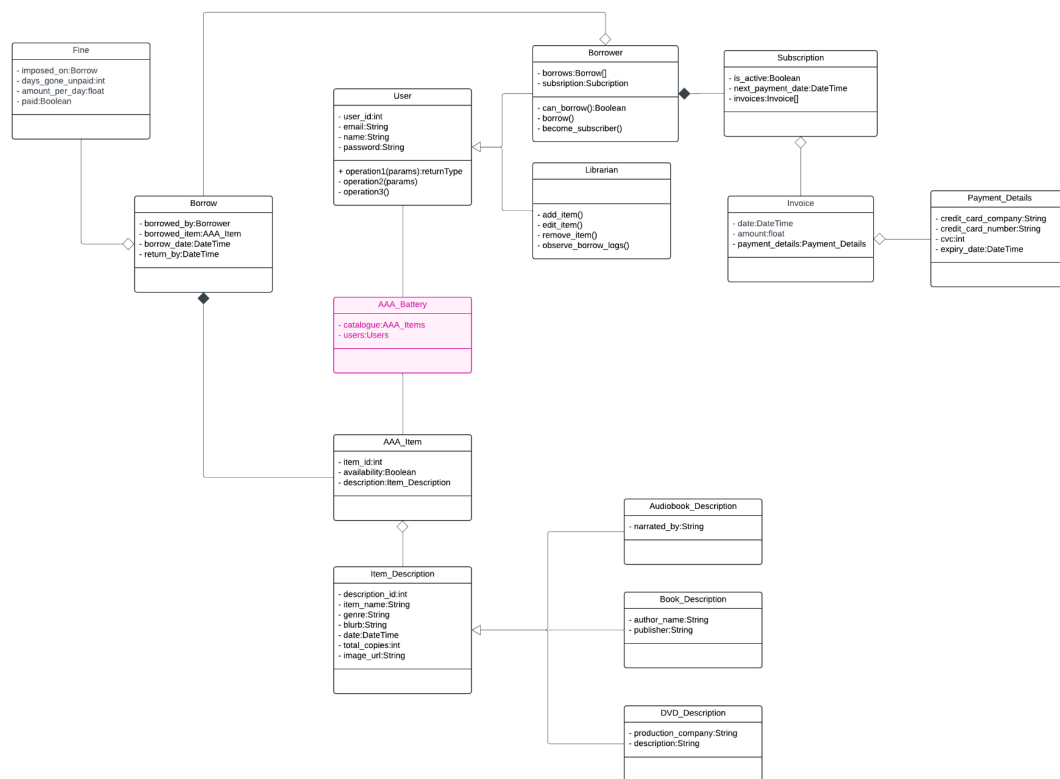 Fine
- imposed_on:Borrow
- days_gone_unpaid:int
- amount_per_day:float
- paid:Boolean
Borrower
- borrows:Borrow[]
- subsription:Subcription
- can_borrow():Boolean
- borrow()
- become_subscriber()
Subscription
- is_active:Boolean
- next_payment_date:DateTime
- invoices:Invoice[]
User
- user_id:int
- email:String
- name:String
- password:String
+ operation1(params):returnType
- operation2(params)
- operation3()
Librarian
- add_item()
- edit_item()
- remove_item()
- observe_borrow_logs()
Borrow
- borrowed_by:Borrower
- borrowed_item:AAA_Item
- borrow_date:DateTime
- return_by:DateTime
Invoice
- date:DateTime
- amount:float
- payment_details:Payment_Details
Payment_Details
- credit_card_company:String
- credit_card_number:String
- cvc:int
- expiry_date:DateTime
AAA_Battery
- catalogue:AAA_Items
- users:Users
AAA_Item
- item_id:int
- availability:Boolean
- description:Item_Description
Item_Description
- description_id:int
- item_name:String
- genre:String
- blurb:String
- date:DateTime
- total_copies:int
- image_url:String
Audiobook_Description
- narrated_by:String
Book_Description
- author_name:String
- publisher:String
DVD_Description
- production_company:String
- description:String